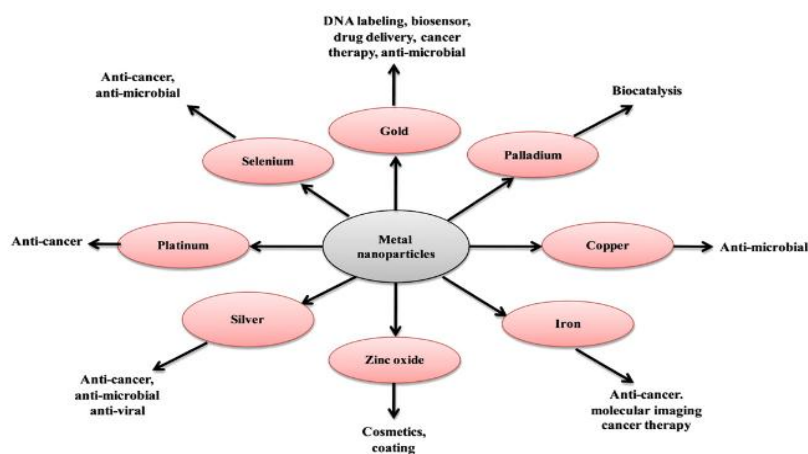 DNA labeling, biosensor,
drug delivery, cancer
therapy, anti-microbial
Anti-cancer,
anti-microbial
Biocatalysis
Gold
Selenium
Palladium
Anti-cancer
Platinum
Metal
nanoparticles
Copper
Anti-microbial
Silver
Iron
Zinc oxide
Anti-cancer,
anti-microbial
anti-viral
Anti-cancer.
molecular imaging
cancer therapy
Cosmetics,
coating